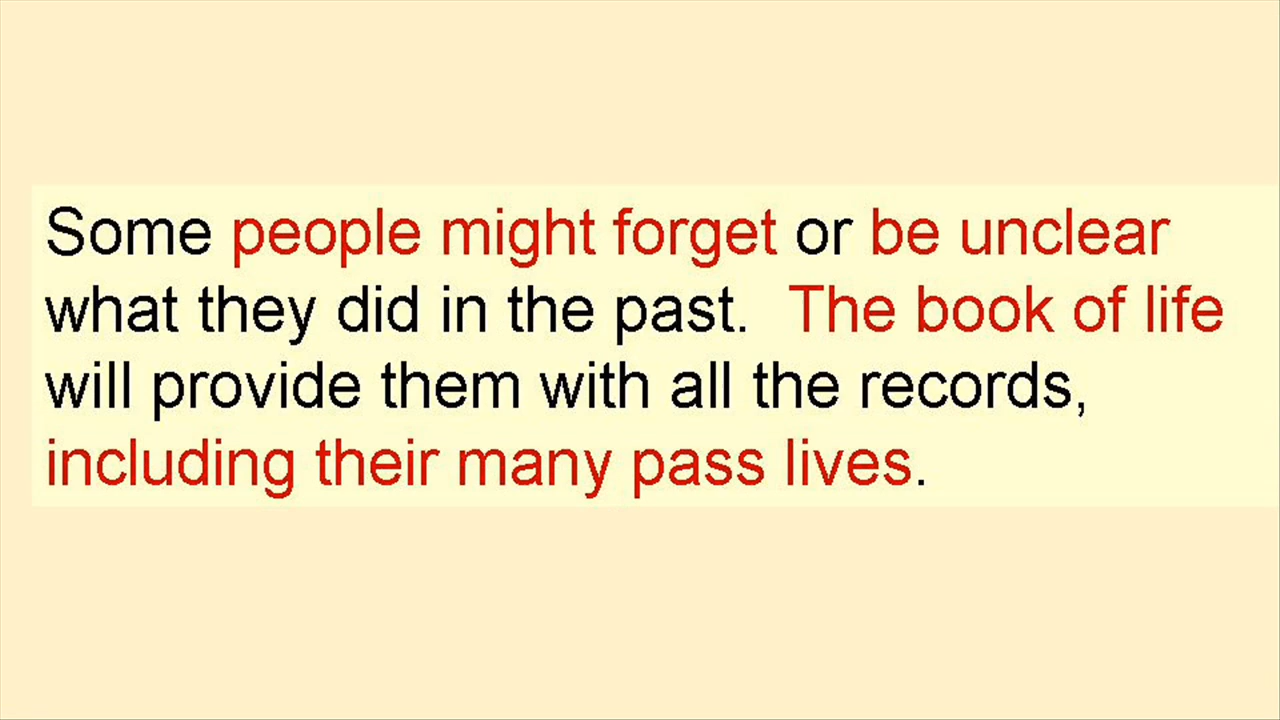 Some people might forget or be unclear
what they did in the past.  The book of life
will provide them with all the records,
including their many pass lives.